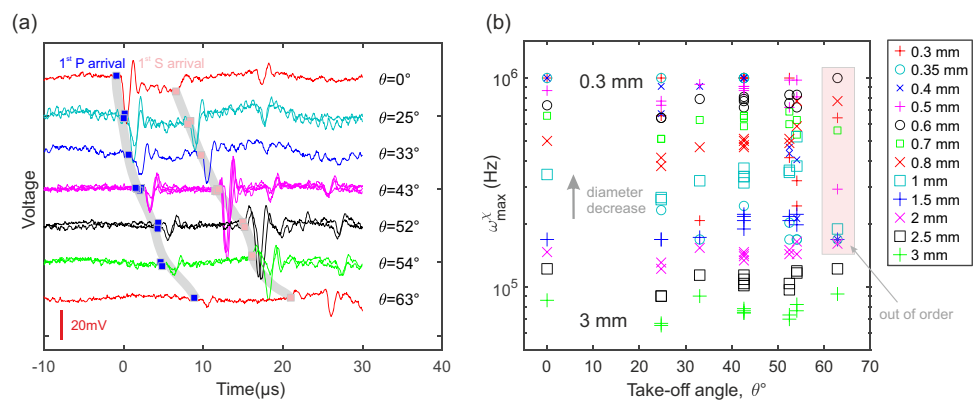 (a)
1st P arrival
1st S arrival
θ=0°
θ=25°
θ=33°
θ=43°
θ=52°
θ=54°
θ=63°
20mV
Voltage
-10 0 10 20 30 40
Time(μs)
(b)
0.3 mm
diameter
decrease
3 mm
out of order
10^6
10^5
ω^χ_max (Hz)
0 10 20 30 40 50 60 70
Take-off angle, θ°
0.3 mm
0.35 mm
0.4 mm
0.5 mm
0.6 mm
0.7 mm
0.8 mm
1 mm
1.5 mm
2 mm
2.5 mm
3 mm